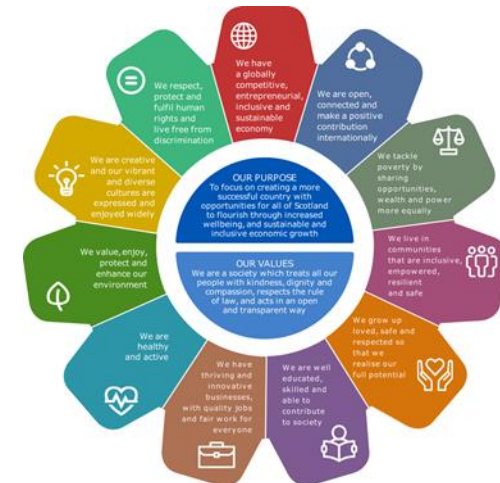 We have
a globally
competitive,
entrepreneurial,
inclusive and
sustainable
economy
We are open,
connected and
make a positive
contribution
internationally
We tackle
poverty by
sharing
opportunities,
wealth and power
more equally
We live in
communities
that are inclusive,
empowered,
resilient
and safe
We grow up
loved, safe and
respected so
that we
realise our
full potential
We are well
educated,
skilled and
able to
contribute
to society
We have
thriving and
innovative
businesses,
with quality jobs
and fair work for
everyone
We are
healthy
and active
We value, enjoy,
protect and
enhance our
environment
We are creative
and our vibrant
and diverse
cultures are
expressed and
enjoyed widely
We respect,
protect and
fulfil human
rights and
live free from
discrimination
OUR PURPOSE
To focus on creating a more
successful country with
opportunities for all of Scotland
to flourish through increased
wellbeing, and sustainable and
inclusive economic growth
OUR VALUES
We are a society which treats all our
people with kindness, dignity and
compassion, respects the rule
of law, and acts in an open
and transparent way